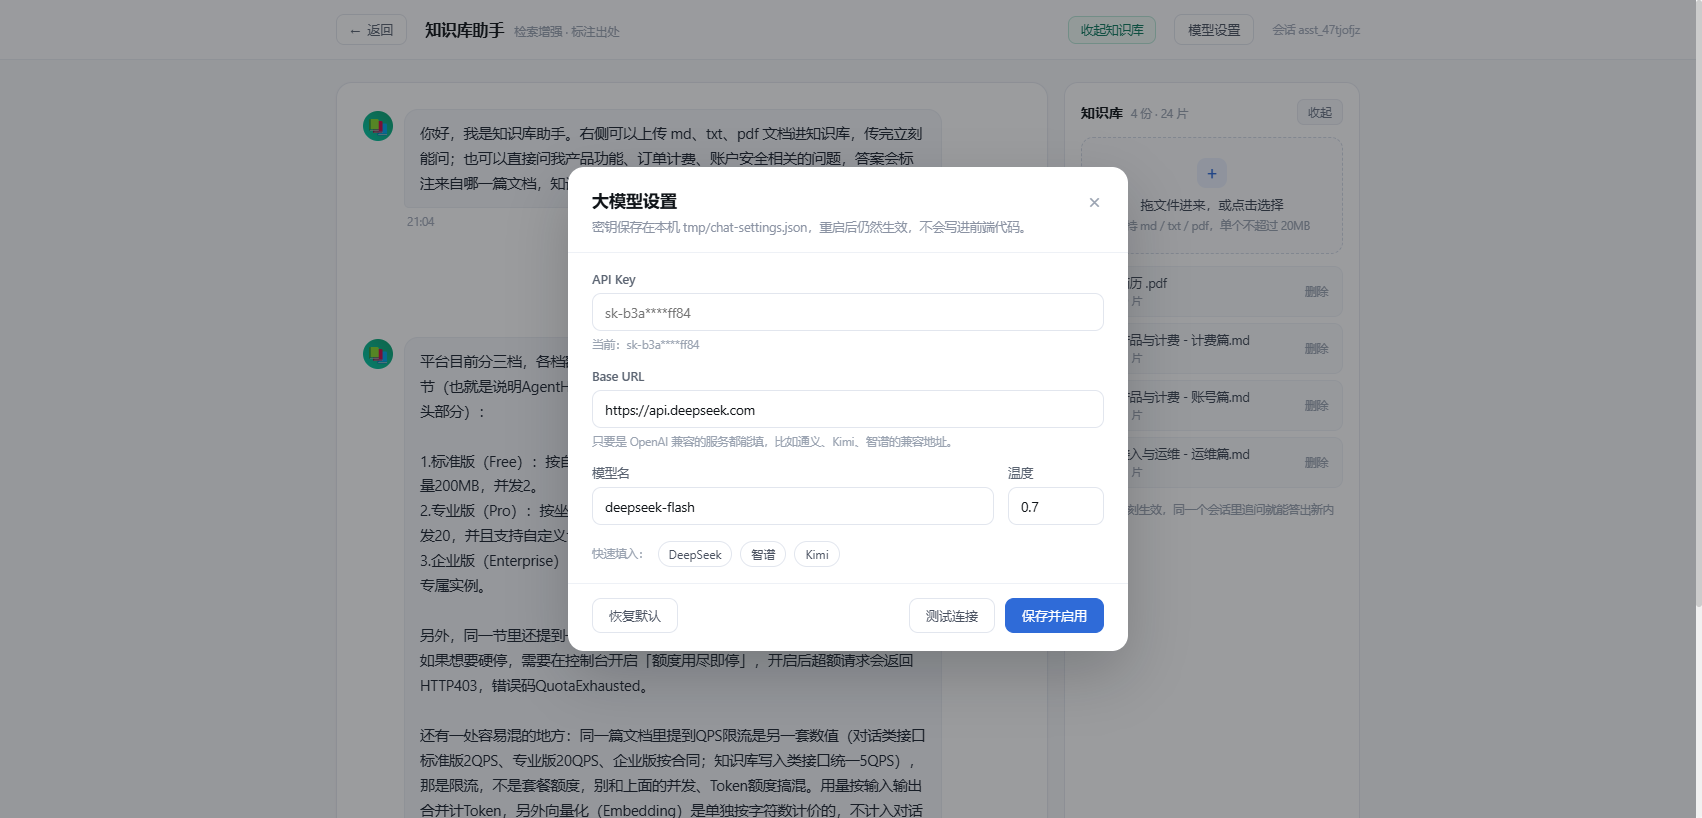 ← 返回
知识库助手 检索增强 · 标注出处
收起知识库
模型设置
会话 asst_47tjofjz
你好，我是知识库助手。右侧可以上传 md、txt、pdf 文档进知识库，传完立刻
能问；也可以直接问我产品功能、订单计费、账户安全相关的问题，答案会标
注来自哪一篇文档，知
21:04
平台目前分三档，各档
节（也就是说明AgentH
头部分）：
1.标准版（Free）：按
量200MB，并发2。
2.专业版（Pro）：按坐
发20，并且支持自定义
3.企业版（Enterprise）
专属实例。
另外，同一节里还提到
如果想要硬停，需要在控制台开启「额度用尽即停」，开启后超额请求会返回
HTTP403，错误码QuotaExhausted。
还有一处容易混的地方：同一篇文档里提到QPS限流是另一套数值（对话类接口
标准版2QPS、专业版20QPS、企业版按合同；知识库写入类接口统一5QPS），
那是限流，不是套餐额度，别和上面的并发、Token额度搞混。用量按输入输出
合并计Token，另外向量化（Embedding）是单独按字符数计价的，不计入对话
大模型设置
×
密钥保存在本机 tmp/chat-settings.json，重启后仍然生效，不会写进前端代码。
API Key
sk-b3a****ff84
当前：sk-b3a****ff84
Base URL
https://api.deepseek.com
只要是 OpenAI 兼容的服务都能填，比如通义、Kimi、智谱的兼容地址。
模型名
温度
deepseek-flash
0.7
快速填入：
DeepSeek
智谱
Kimi
恢复默认
测试连接
保存并启用
知识库 4 份 · 24 片
收起
+
拖文件进来，或点击选择
持 md / txt / pdf，单个不超过 20MB
历 .pdf
片
删除
品与计费 - 计费篇.md
片
删除
品与计费 - 账号篇.md
片
删除
入与运维 - 运维篇.md
片
删除
刻生效，同一个会话里追问就能答出新内